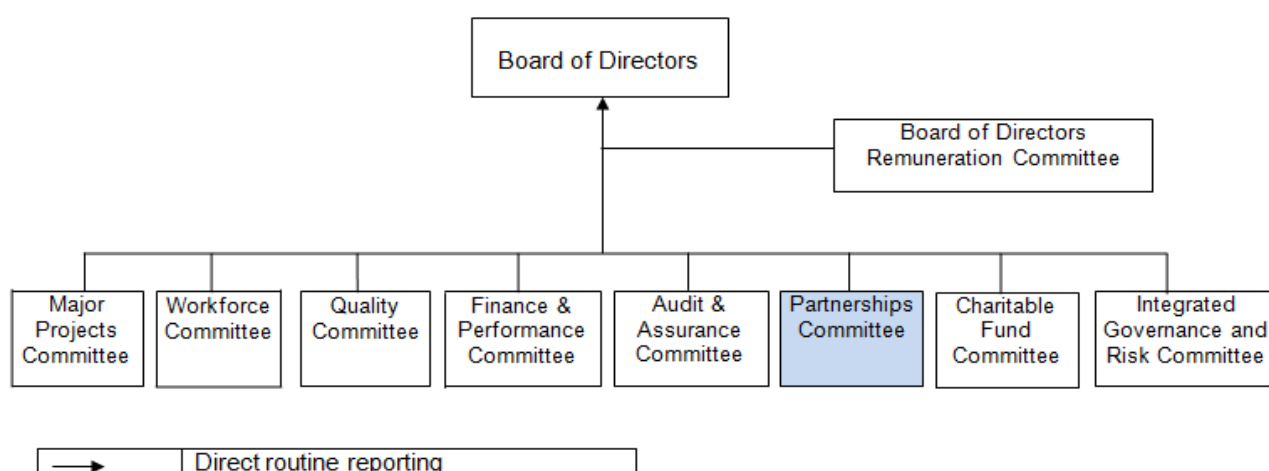 Board of Directors
Board of Directors
Remuneration Committee
Major
Projects
Committee
Workforce
Committee
Quality
Committee
Finance &
Performance
Committee
Audit &
Assurance
Committee
Partnerships
Committee
Charitable
Fund
Committee
Integrated
Governance and
Risk Committee
Direct routine reporting